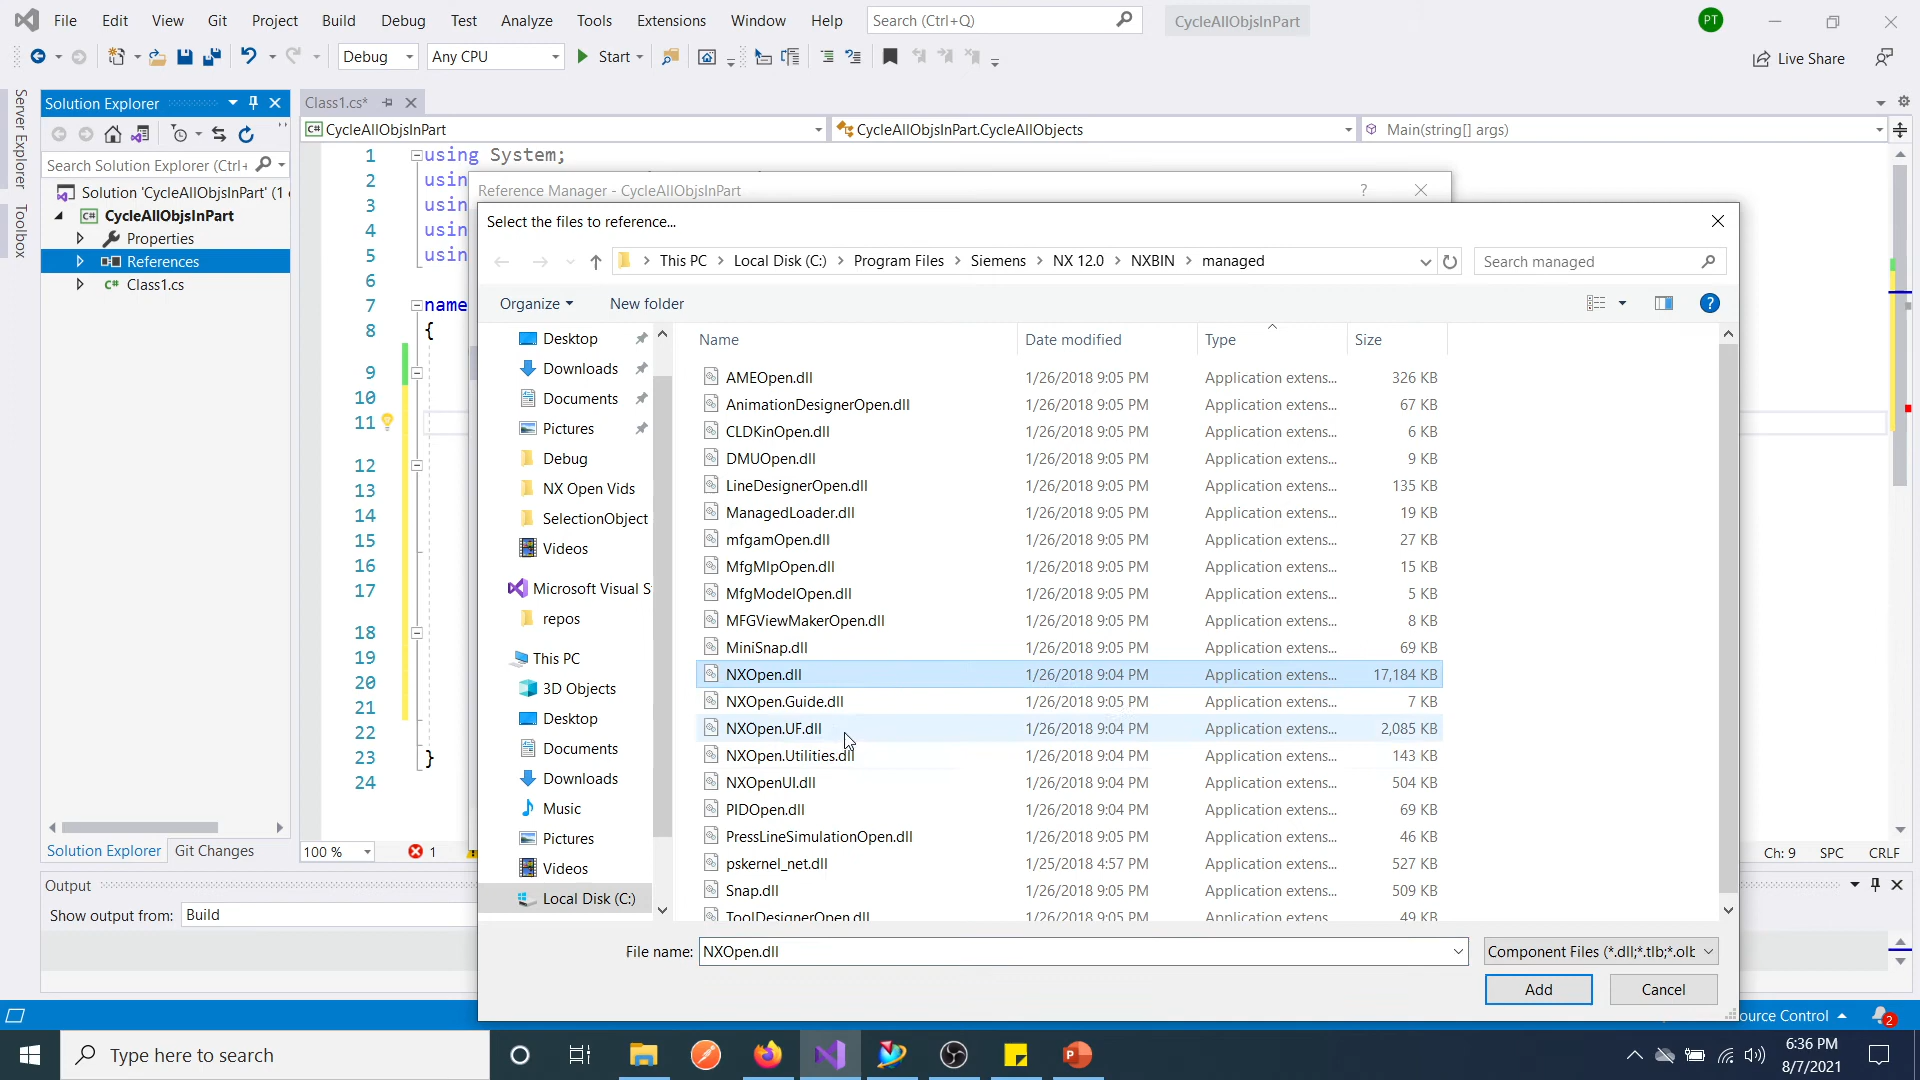 File Edit View Git Project Build Debug Test Analyze Tools Extensions Window Help Search (Ctrl+Q) CycleAllObjsInPart PT
Debug Any CPU Start Live Share
Server Explorer
Toolbox
Solution Explorer
Search Solution Explorer (Ctrl+
Solution 'CycleAllObjsInPart' (1
C# CycleAllObjsInPart
Properties
References
C# Class1.cs
Solution Explorer Git Changes
Class1.cs*
C# CycleAllObjsInPart CycleAllObjsInPart.CycleAllObjects Main(string[] args)
1 using System;
2 usin
3 usin
4 usin
5 usin
6
7 name
8 {
9
10
11
12
13
14
15
16
17
18
19
20
21
22
23 }
24
100 % 1 Ch: 9 SPC CRLF
Output
Show output from: Build
Reference Manager - CycleAllObjsInPart ?
Select the files to reference...
This PC Local Disk (C:) Program Files Siemens NX 12.0 NXBIN managed Search managed
Organize New folder ?
Desktop
Downloads
Documents
Pictures
Debug
NX Open Vids
SelectionObject
Videos
Microsoft Visual S
repos
This PC
3D Objects
Desktop
Documents
Downloads
Music
Pictures
Videos
Local Disk (C:)
Name Date modified Type Size
AMEOpen.dll 1/26/2018 9:05 PM Application extens... 326 KB
AnimationDesignerOpen.dll 1/26/2018 9:05 PM Application extens... 67 KB
CLDKinOpen.dll 1/26/2018 9:05 PM Application extens... 6 KB
DMUOpen.dll 1/26/2018 9:05 PM Application extens... 9 KB
LineDesignerOpen.dll 1/26/2018 9:05 PM Application extens... 135 KB
ManagedLoader.dll 1/26/2018 9:05 PM Application extens... 19 KB
mfgamOpen.dll 1/26/2018 9:05 PM Application extens... 27 KB
MfgMlpOpen.dll 1/26/2018 9:05 PM Application extens... 15 KB
MfgModelOpen.dll 1/26/2018 9:05 PM Application extens... 5 KB
MFGViewMakerOpen.dll 1/26/2018 9:05 PM Application extens... 8 KB
MiniSnap.dll 1/26/2018 9:05 PM Application extens... 69 KB
NXOpen.dll 1/26/2018 9:04 PM Application extens... 17,184 KB
NXOpen.Guide.dll 1/26/2018 9:05 PM Application extens... 7 KB
NXOpen.UF.dll 1/26/2018 9:04 PM Application extens... 2,085 KB
NXOpen.Utilities.dll 1/26/2018 9:04 PM Application extens... 143 KB
NXOpenUI.dll 1/26/2018 9:04 PM Application extens... 504 KB
PIDOpen.dll 1/26/2018 9:04 PM Application extens... 69 KB
PressLineSimulationOpen.dll 1/26/2018 9:05 PM Application extens... 46 KB
pskernel_net.dll 1/25/2018 4:57 PM Application extens... 527 KB
Snap.dll 1/26/2018 9:05 PM Application extens... 509 KB
ToolDesignerOpen.dll 1/26/2018 9:05 PM Application extens... 49 KB
File name: NXOpen.dll Component Files (*.dll;*.tlb;*.olb
Add Cancel
ource Control 2
Type here to search 6:36 PM
8/7/2021